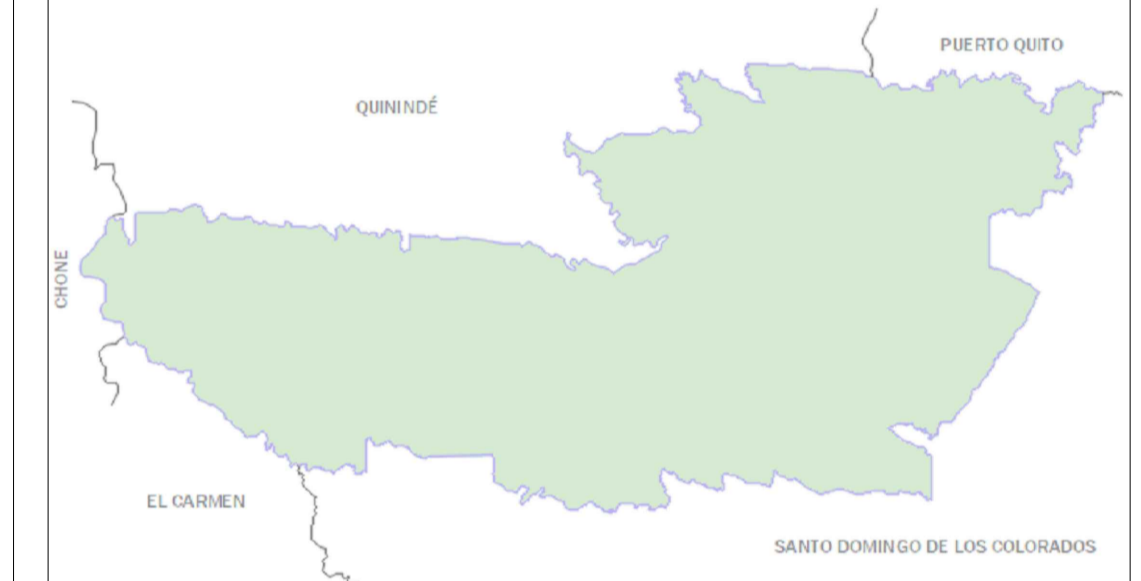 PUERTO QUITO
QUININDÉ
CHONE
EL CARMEN
SANTO DOMINGO DE LOS COLORADOS